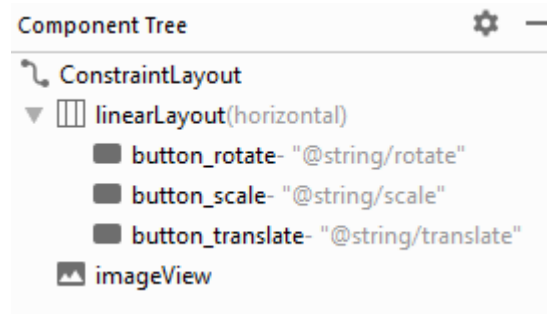 Component Tree
ConstraintLayout
linearLayout(horizontal)
button_rotate- "@string/rotate"
button_scale- "@string/scale"
button_translate- "@string/translate"
imageView